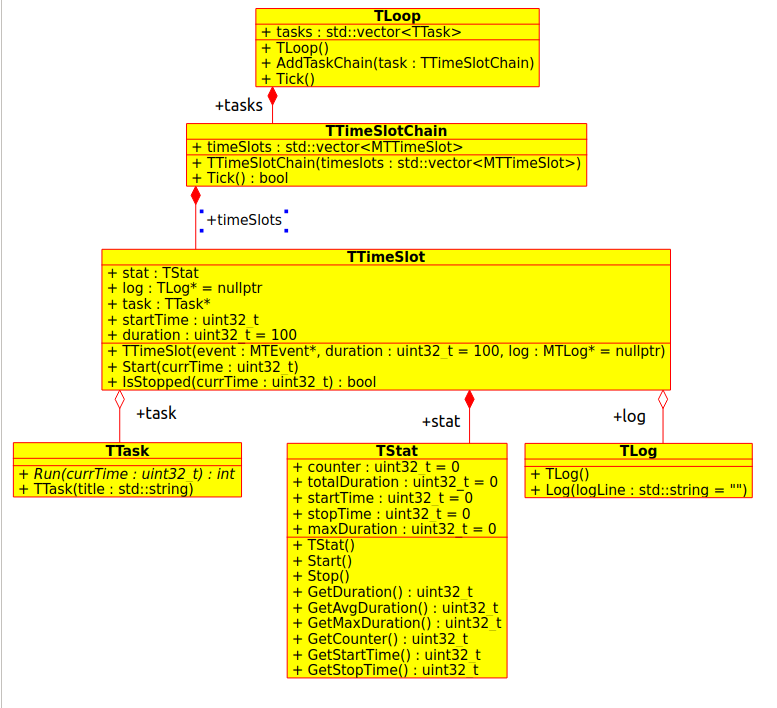 TLoop
+ tasks : std::vector<TTask>
+ TLoop()
+ AddTaskChain(task : TTimeSlotChain)
+ Tick()
+tasks
TTimeSlotChain
+ timeSlots : std::vector<MTTimeSlot>
+ TTimeSlotChain(timeslots : std::vector<MTTimeSlot>)
+ Tick() : bool
+timeSlots
TTimeSlot
+ stat : TStat
+ log : TLog* = nullptr
+ task : TTask*
+ startTime : uint32_t
+ duration : uint32_t = 100
+ TTimeSlot(event : MTEvent*, duration : uint32_t = 100, log : MTLog* = nullptr)
+ Start(currTime : uint32_t)
+ IsStopped(currTime : uint32_t) : bool
+task
+stat
+log
TTask
+ Run(currTime : uint32_t) : int
+ TTask(title : std::string)
TStat
+ counter : uint32_t = 0
+ totalDuration : uint32_t = 0
+ startTime : uint32_t = 0
+ stopTime : uint32_t = 0
+ maxDuration : uint32_t = 0
+ TStat()
+ Start()
+ Stop()
+ GetDuration() : uint32_t
+ GetAvgDuration() : uint32_t
+ GetMaxDuration() : uint32_t
+ GetCounter() : uint32_t
+ GetStartTime() : uint32_t
+ GetStopTime() : uint32_t
TLog
+ TLog()
+ Log(logLine : std::string = "")